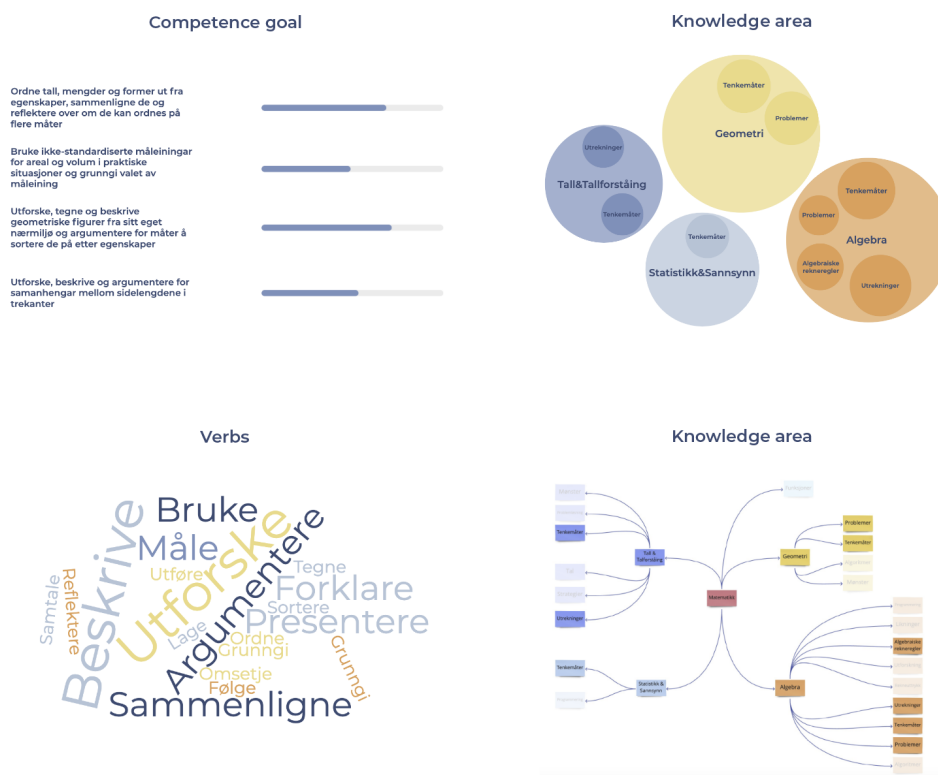 Competence goal
Ordne tall, mengder og former ut fra
egenskaper, sammenligne de og
reflektere over om de kan ordnes på
flere måter
Bruke ikke-standardiserte måleiningar
for areal og volum i praktiske
situasjoner og grunngi valet av
måleining
Utforske, tegne og beskrive
geometriske figurer fra sitt eget
nærmiljø og argumentere for måter å
sortere de på etter egenskaper
Utforske, beskrive og argumentere for
samanhengar mellom sidelengdene i
trekanter
Knowledge area
Tenkemåter
Problemer
Geometri
Utrekninger
Tall&Tallforståing
Tenkemåter
Tenkemåter
Statistikk&Sannsynn
Tenkemåter
Problemer
Algebra
Algebraiske
rekneregler
Utrekninger
Verbs
Bruke
Beskrive
Måle
Utforske
Argumentere
Utføre
Tegne
Forklare
Samtale
Reflektere
Sortere
Presentere
Lage
Ordne
Grunngi
Grunngi
Omsetje
Følge
Sammenligne
Knowledge area
Tenkemåter
Tall &
Tallforståing
Utrekninger
Tenkemåter
Statistikk &
Sannsynn
Matematikk
Problemer
Tenkemåter
Geometri
Algebra
Algebraiske
rekneregler
Utrekninger
Tenkemåter
Problemer